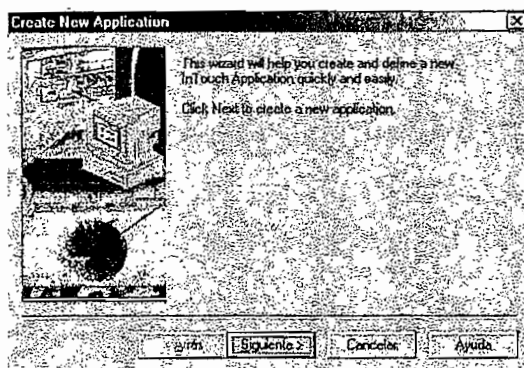 Create New Application
This wizard will help you create and define a new
InTouch Application quickly and easily.
Click Next to create a new application.
Siguiente > Cancelar Ayuda